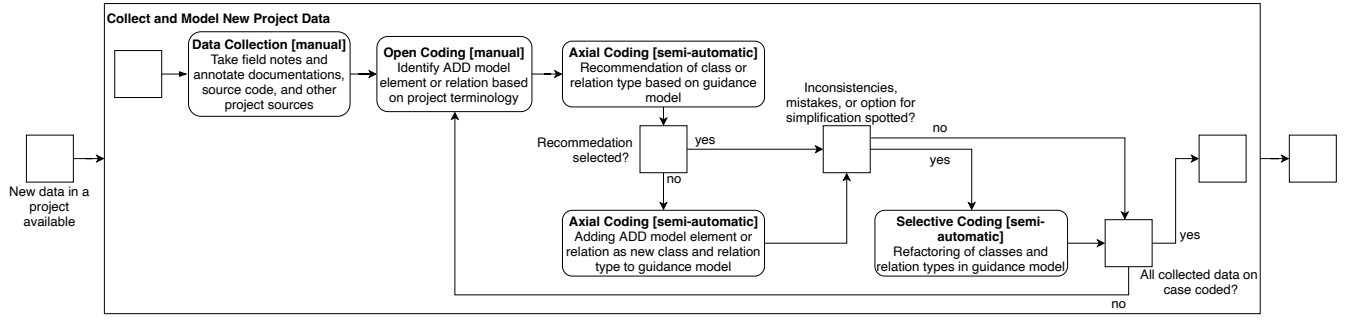 Collect and Model New Project Data
Data Collection [manual]
Take field notes and
annotate documentations,
source code, and other
project sources
Open Coding [manual]
Identify ADD model
element or relation based
on project terminology
Axial Coding [semi-automatic]
Recommendation of class or
relation type based on guidance
model
Inconsistencies,
mistakes, or option for
simplification spotted?
Recommedation
selected?
yes
no
no
yes
New data in a
project
available
Axial Coding [semi-automatic]
Adding ADD model element or
relation as new class and relation
type to guidance model
Selective Coding [semi-
automatic]
Refactoring of classes and
relation types in guidance model
yes
All collected data on
case coded?
no